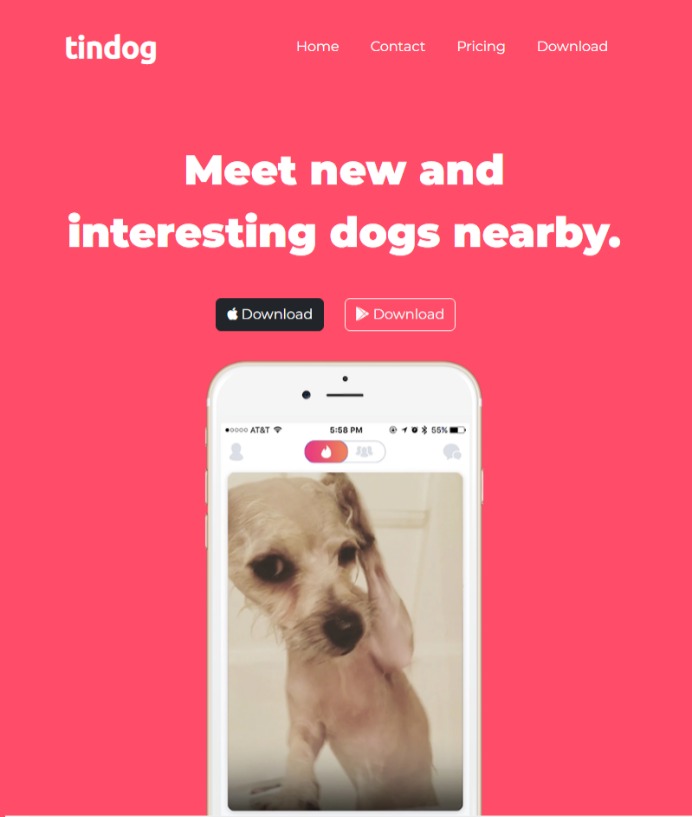 tindog
Home Contact Pricing Download
Meet new and
interesting dogs nearby.
Download Download
AT&T 5:58 PM 55%